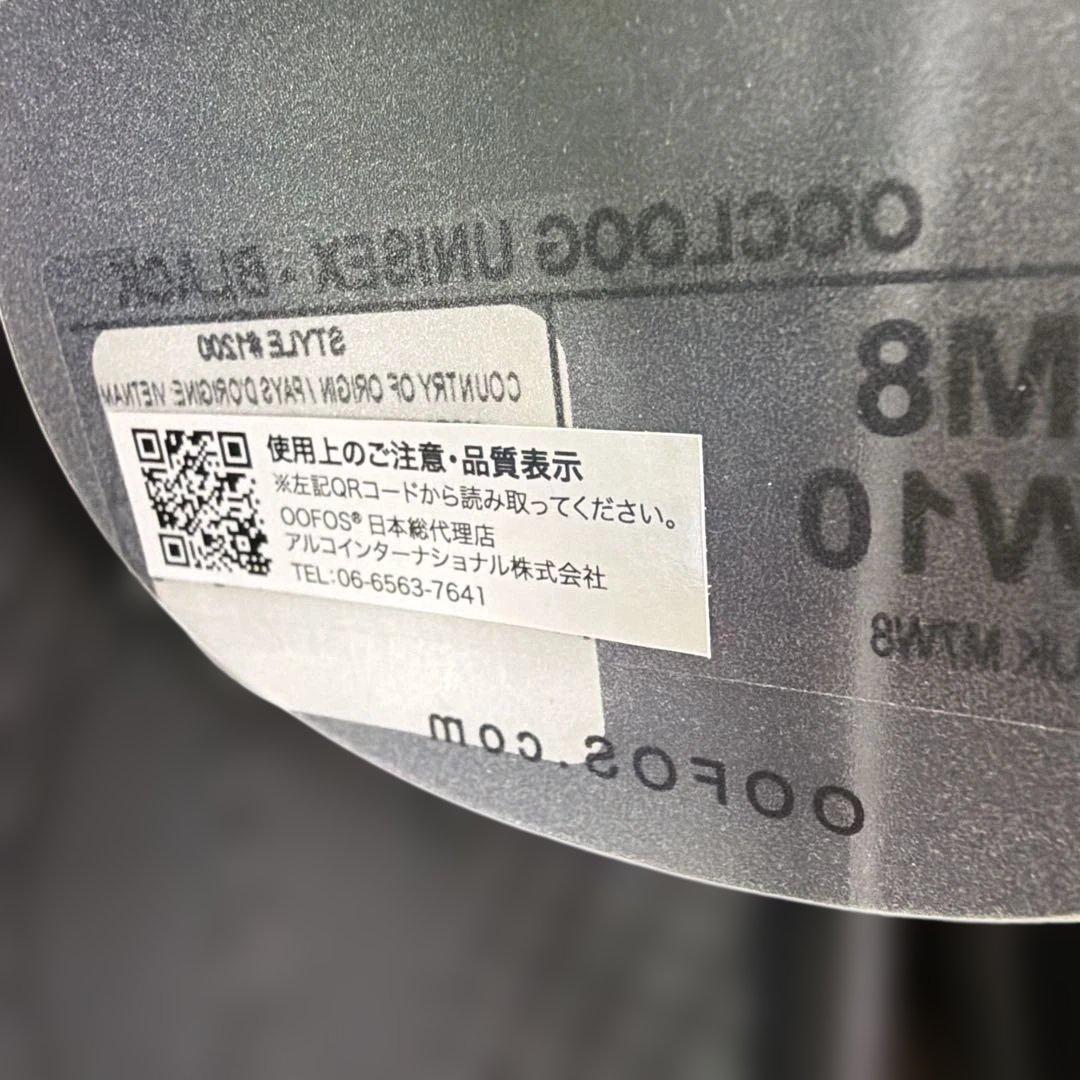 OOCLOOG UNISEX - BLACK
STYLE #1200
COUNTRY OF ORIGIN / PAYS D'ORIGINE: VIETNAM
M8
W10
UK M7/W8
使用上のご注意・品質表示
※左記QRコードから読み取ってください。
OOFOS® 日本総代理店
アルコインターナショナル株式会社
TEL:06-6563-7641
OOFOS.com